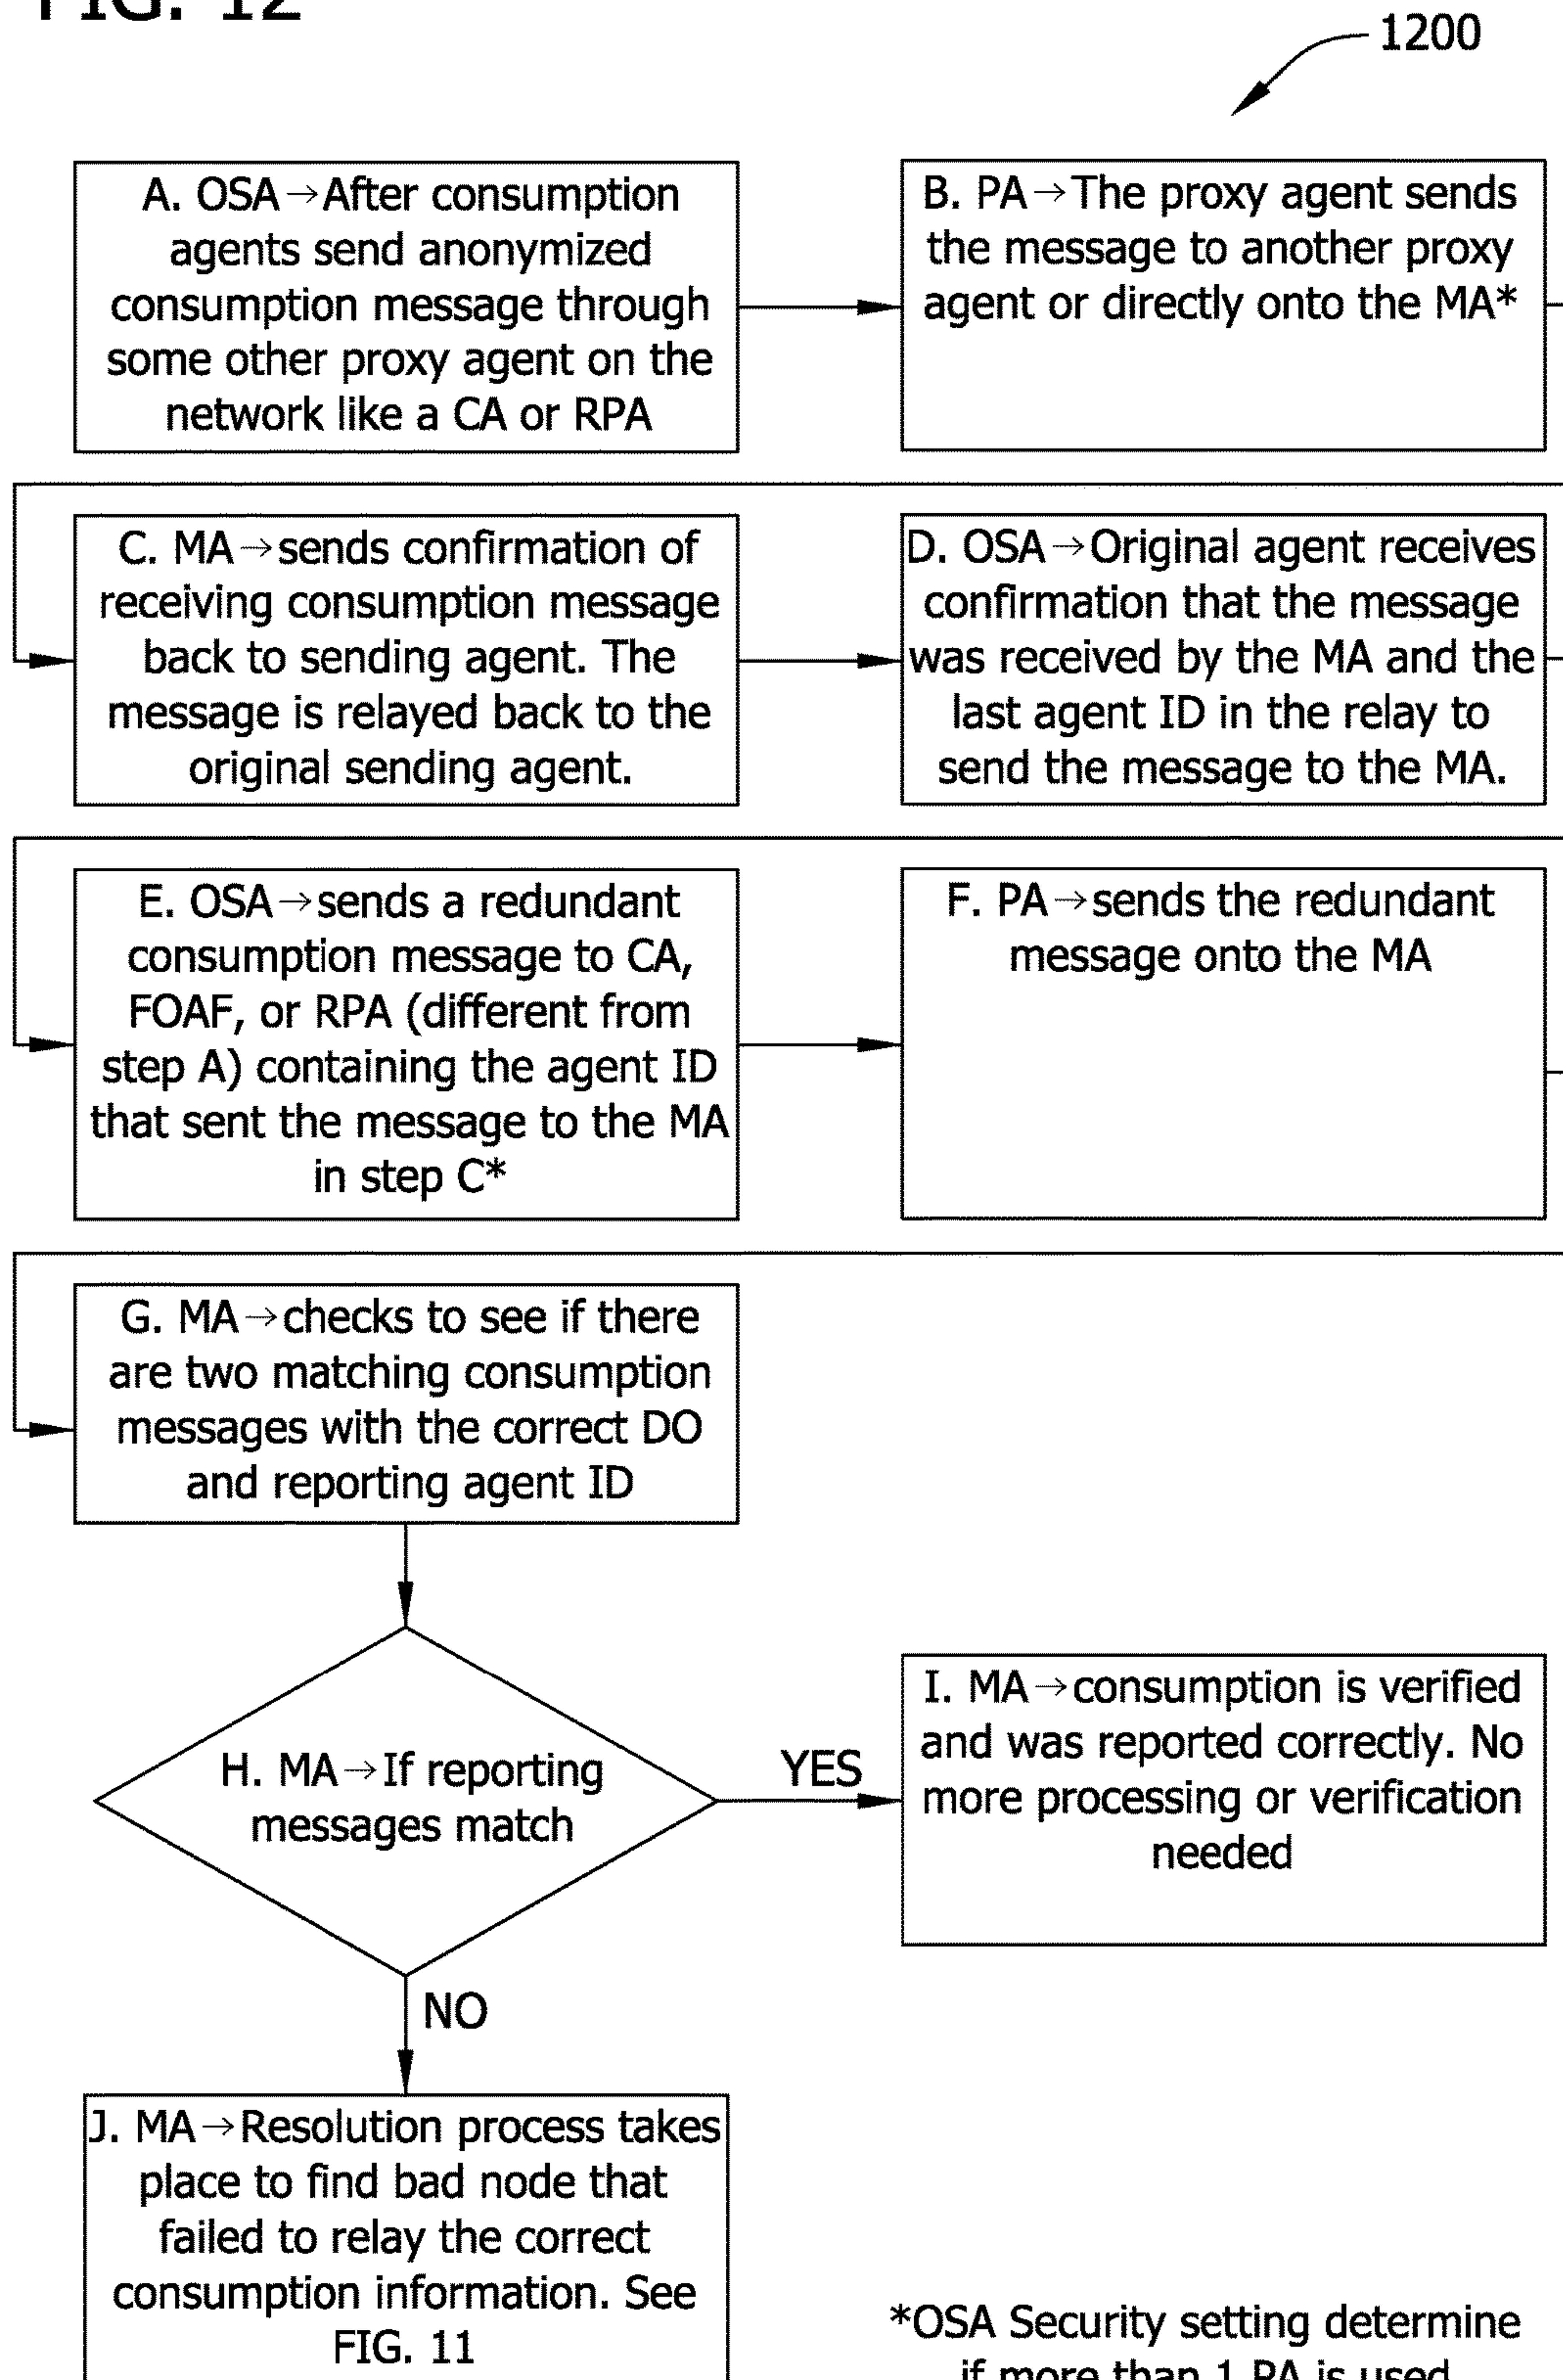 FIG. 12
1200
A. OSA→After consumption
agents send anonymized
consumption message through
some other proxy agent on the
network like a CA or RPA
B. PA→The proxy agent sends
the message to another proxy
agent or directly onto the MA*
C. MA→sends confirmation of
receiving consumption message
back to sending agent. The
message is relayed back to the
original sending agent.
D. OSA→Original agent receives
confirmation that the message
was received by the MA and the
last agent ID in the relay to
send the message to the MA.
E. OSA→sends a redundant
consumption message to CA,
FOAF, or RPA (different from
step A) containing the agent ID
that sent the message to the MA
in step C*
F. PA→sends the redundant
message onto the MA
G. MA→checks to see if there
are two matching consumption
messages with the correct DO
and reporting agent ID
H. MA→If reporting
messages match
YES
I. MA→consumption is verified
and was reported correctly. No
more processing or verification
needed
NO
J. MA→Resolution process takes
place to find bad node that
failed to relay the correct
consumption information. See
FIG. 11
*OSA Security setting determine
if more than 1 PA is used